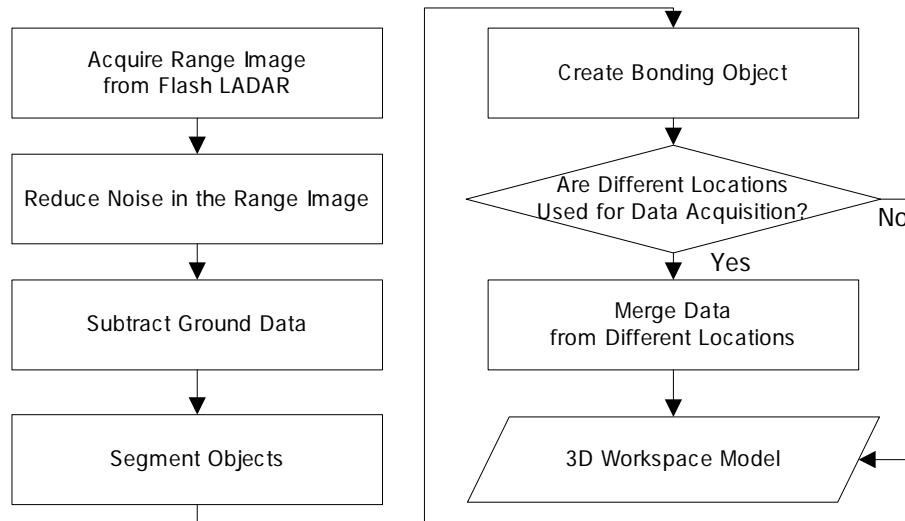 Acquire Range Image
from Flash LADAR
Reduce Noise in the Range Image
Subtract Ground Data
Segment Objects
Create Bonding Object
Are Different Locations
Used for Data Acquisition?
No
Yes
Merge Data
from Different Locations
3D Workspace Model